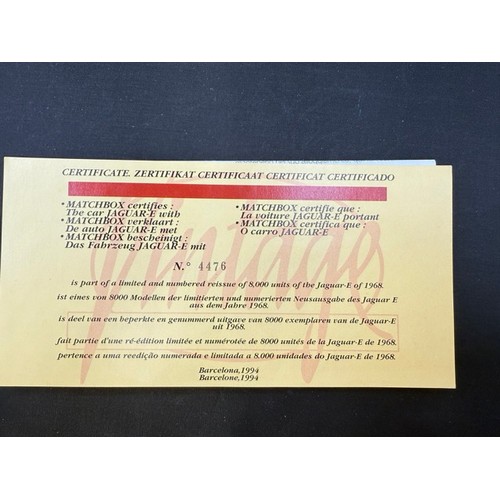 CERTIFICATE. ZERTIFIKAT CERTIFICAAT CERTIFICAT CERTIFICADO
• MATCHBOX certifies :
The car JAGUAR-E with
• MATCHBOX verklaart :
De auto JAGUAR-E met
• MATCHBOX bescheinigt :
Das Fahrzeug JAGUAR-E mit
• MATCHBOX certifie que :
La voiture JAGUAR-E portant
• MATCHBOX certifica que :
O carro JAGUAR-E
N.° 4476
is part of a limited and numbered reissue of 8,000 units of the Jaguar-E of 1968.
ist eines von 8000 Modellen der limitierten und numerierten Neusausgabe des Jaguar E
aus dem Jahre 1968.
is deel van een beperkte en genummerd uitgave van 8000 exemplaren van de Jaguar-E
uit 1968.
fait partie d'une ré-édition limitée et numérotée de 8000 unités de la Jaguar-E de 1968.
pertence a uma reedição numerada e limitada a 8.000 unidades do Jaguar-E de 1968.
Barcelona, 1994
Barcelone, 1994
Vintage